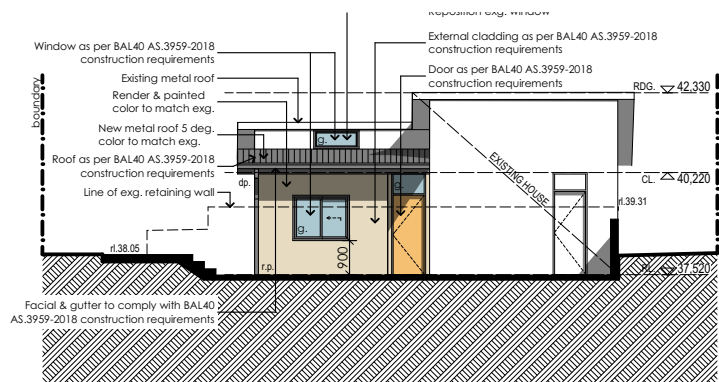 Reposition exg. window
Window as per BAL40 AS.3959-2018
construction requirements
External cladding as per BAL40 AS.3959-2018
construction requirements
Existing metal roof
Door as per BAL40 AS.3959-2018
construction requirements
Render & painted
color to match exg.
New metal roof 5 deg.
color to match exg.
Roof as per BAL40 AS.3959-2018
construction requirements
Line of exg. retaining wall
boundary
RDG. 42,330
g.
EXISTING HOUSE
dp.
g.
CL. 40,220
rl.39.31
g.
900
rl.38.05
r.p.
RL. 37,520
Facial & gutter to comply with BAL40
AS.3959-2018 construction requirements